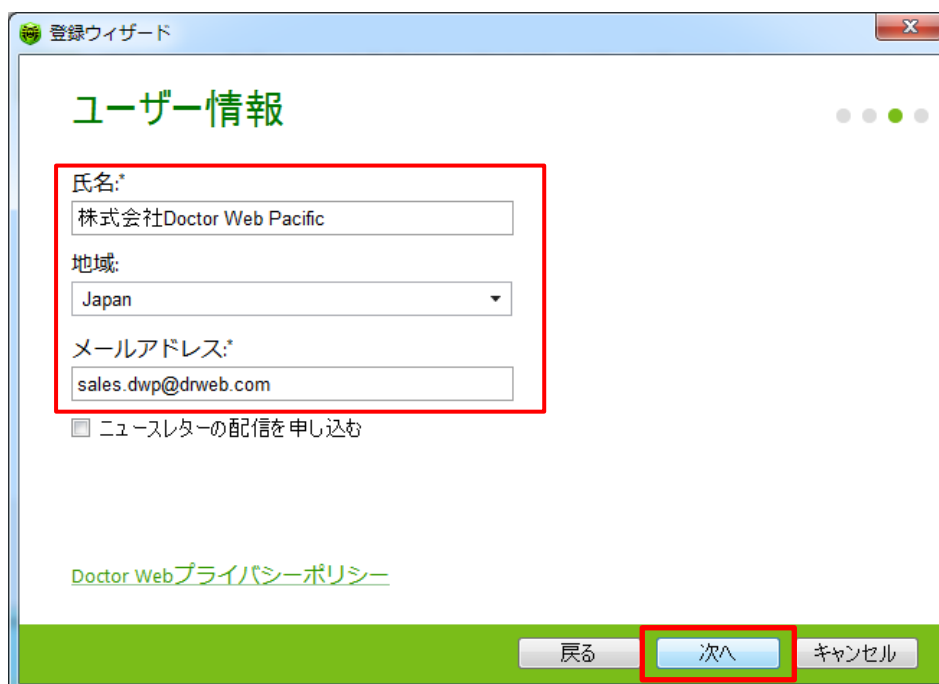 登録ウィザード
ユーザー情報
氏名:*
株式会社Doctor Web Pacific
地域:
Japan
メールアドレス:*
sales.dwp@drweb.com
ニュースレターの配信を申し込む
Doctor Webプライバシーポリシー
戻る 次へ キャンセル